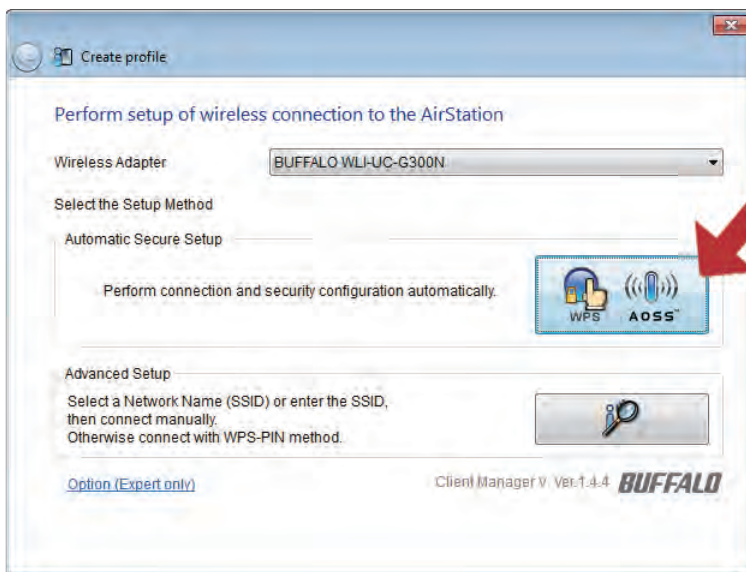 Create profile
Perform setup of wireless connection to the AirStation
Wireless Adapter
BUFFALO WLI-UC-G300N
Select the Setup Method
Automatic Secure Setup
Perform connection and security configuration automatically.
WPS
AOSS™
Advanced Setup
Select a Network Name (SSID) or enter the SSID,
then connect manually.
Otherwise connect with WPS-PIN method.
Option (Expert only)
Client Manager V Ver.1.4.4 BUFFALO